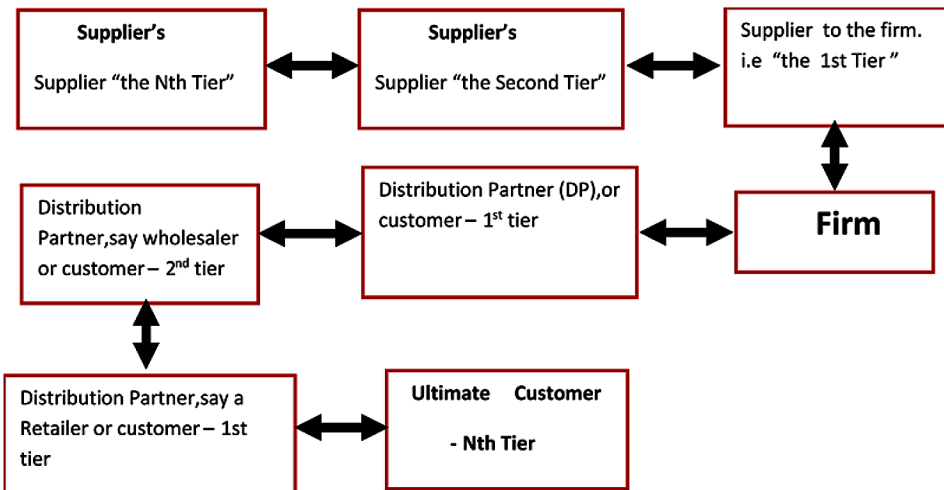 Supplier's
Supplier “the Nth Tier”
Supplier's
Supplier “the Second Tier”
Supplier to the firm.
i.e “the 1st Tier ”
Distribution
Partner,say wholesaler
or customer – 2nd tier
Distribution Partner (DP),or
customer – 1st tier
Firm
Distribution Partner,say a
Retailer or customer – 1st
tier
Ultimate Customer
- Nth Tier